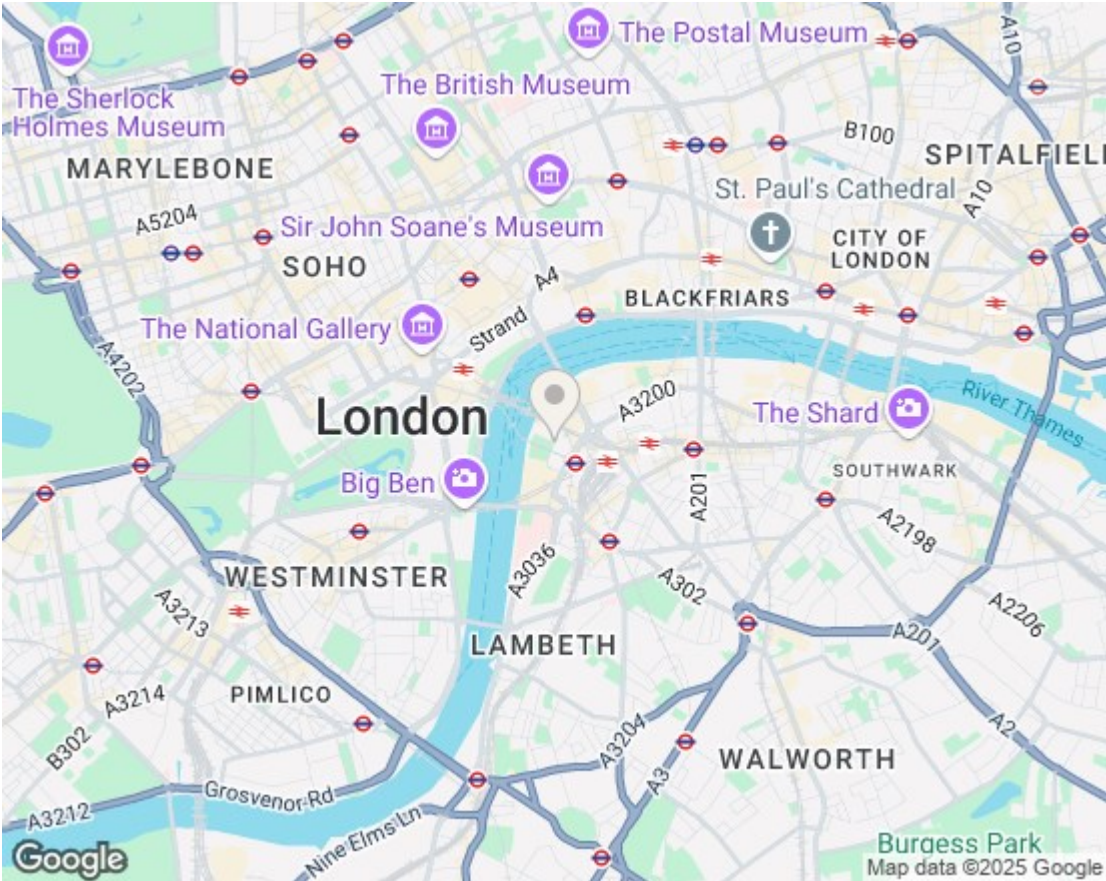 The Postal Museum
A10
The British Museum
The Sherlock
Holmes Museum
B100
MARYLEBONE
SPITALFIEL
St. Paul's Cathedral
A10
A5204
Sir John Soane's Museum
CITY OF
LONDON
SOHO
A4
BLACKFRIARS
The National Gallery
Strand
A4202
River Thames
A3200
The Shard
London
Big Ben
SOUTHWARK
A201
A2198
A3036
WESTMINSTER
A302
A3213
A2206
A201
LAMBETH
A3214
PIMLICO
B302
A3204
A2
WALWORTH
A3
Grosvenor Rd
A3212
Nine Elms Ln
Burgess Park
Google
Map data ©2025 Google